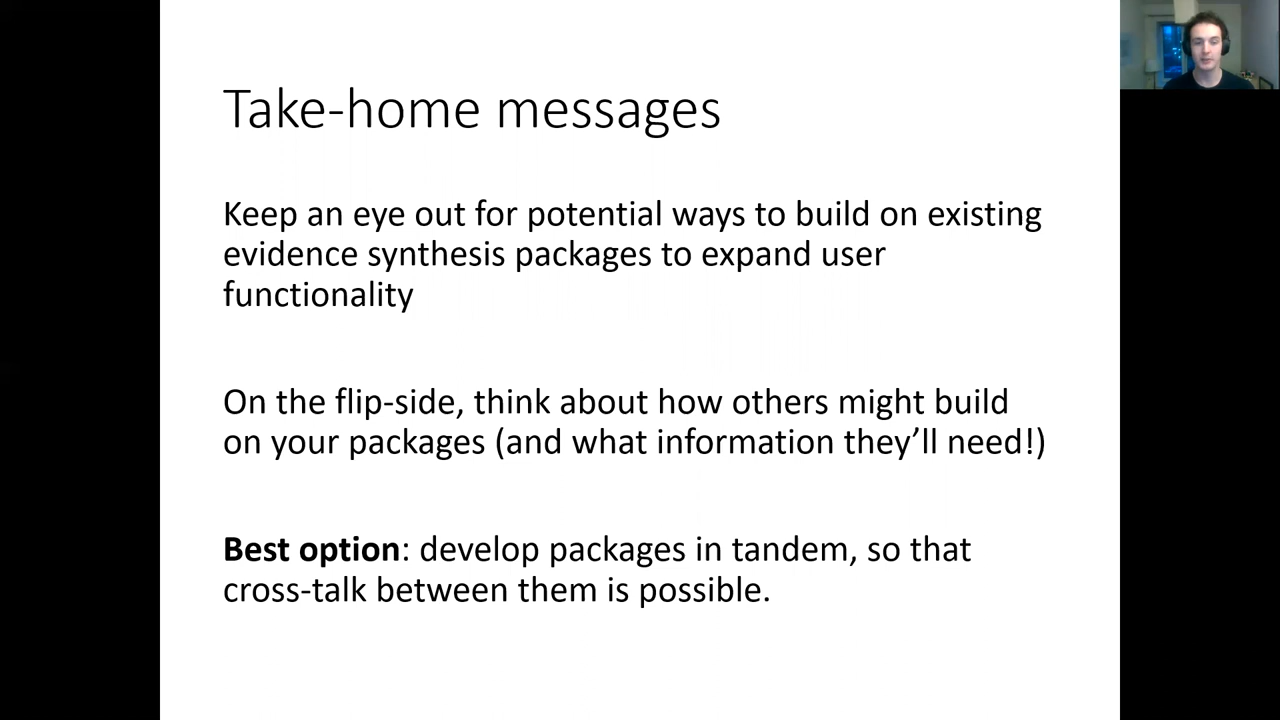 Take-home messages
Keep an eye out for potential ways to build on existing
evidence synthesis packages to expand user
functionality
On the flip-side, think about how others might build
on your packages (and what information they’ll need!)
Best option: develop packages in tandem, so that
cross-talk between them is possible.